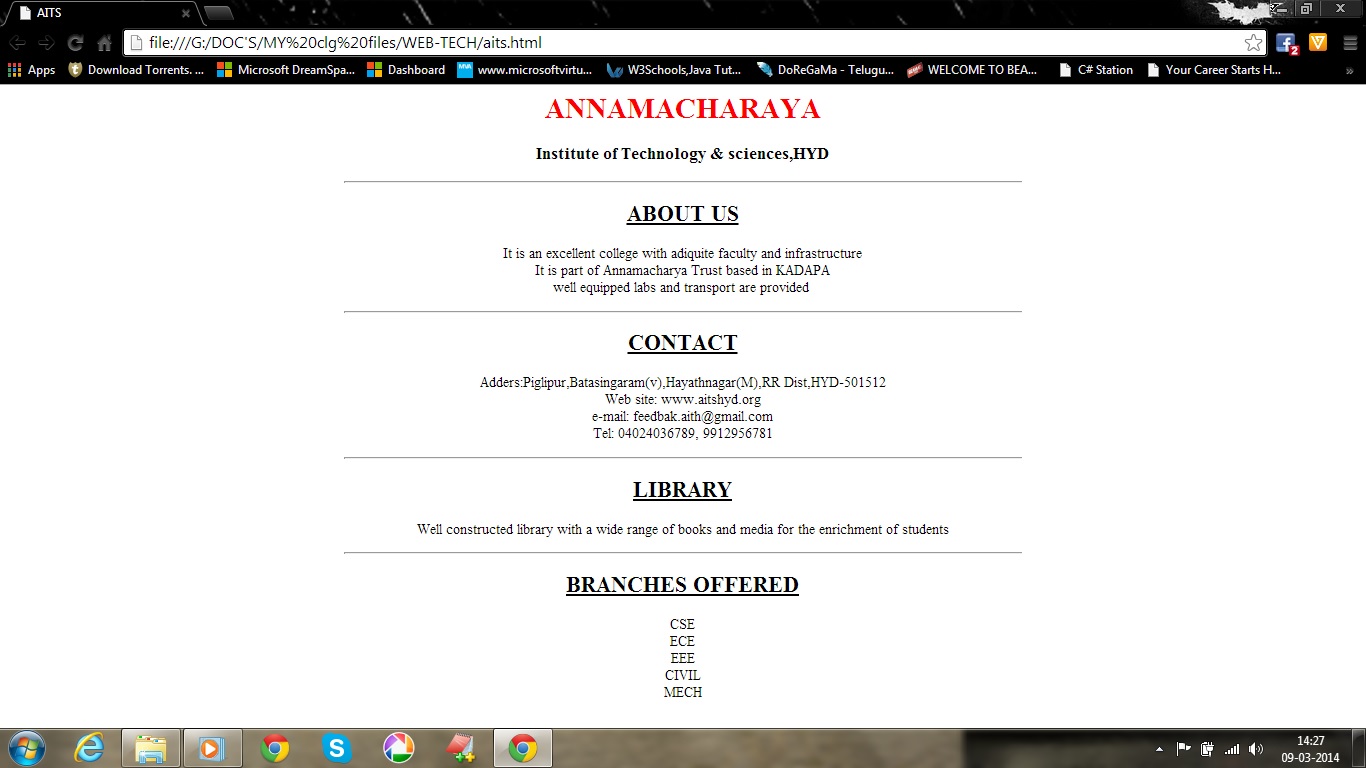 AITS
file:///G:/DOC'S/MY%20clg%20files/WEB-TECH/aits.html
2
Apps Download Torrents. ... Microsoft DreamSpa... Dashboard MVA www.microsoftvirtu... W3Schools,Java Tut... DoReGaMa - Telugu... WELCOME TO BEA... C# Station Your Career Starts H... »
ANNAMACHARAYA
Institute of Technology & sciences,HYD
ABOUT US
It is an excellent college with adiquite faculty and infrastructure
It is part of Annamacharya Trust based in KADAPA
well equipped labs and transport are provided
CONTACT
Adders:Piglipur,Batasingaram(v),Hayathnagar(M),RR Dist,HYD-501512
Web site: www.aitshyd.org
e-mail: feedbak.aith@gmail.com
Tel: 04024036789, 9912956781
LIBRARY
Well constructed library with a wide range of books and media for the enrichment of students
BRANCHES OFFERED
CSE
ECE
EEE
CIVIL
MECH
14:27
09-03-2014